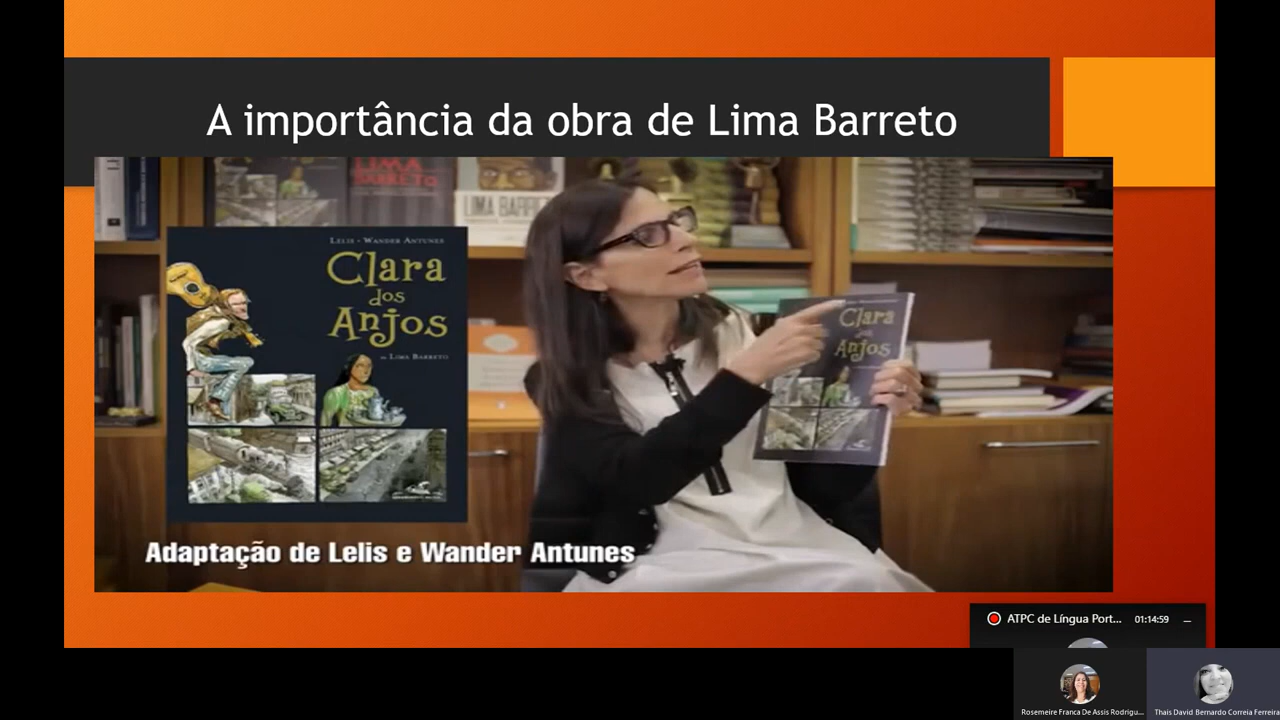 A importância da obra de Lima Barreto
LIMA
BARRETO
LIMA BARRE
LELIS - WANDER ANTUNES
Clara
dos
Anjos
DE LIMA BARRETO
Clara
dos
Anjos
Adaptação de Lelis e Wander Antunes
ATPC de Língua Port... 01:14:59
Rosemeire Franca De Assis Rodrigu...
Thais David Bernardo Correia Ferreira